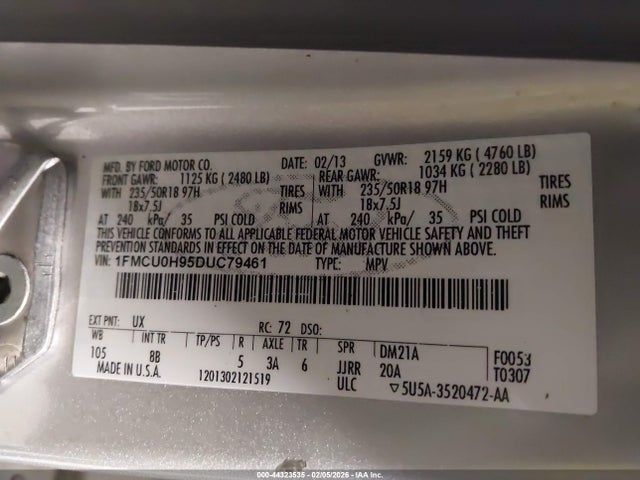 MFD. BY FORD MOTOR CO. DATE: 02/13 GVWR: 2159 KG ( 4760 LB)
FRONT GAWR: 1125 KG ( 2480 LB) REAR GAWR: 1034 KG ( 2280 LB)
WITH 235/50R18 97H TIRES WITH 235/50R18 97H TIRES
18x7.5J RIMS 18x7.5J RIMS
AT 240 kPa/ 35 PSI COLD AT 240 kPa/ 35 PSI COLD
THIS VEHICLE CONFORMS TO ALL APPLICABLE FEDERAL MOTOR VEHICLE SAFETY AND THEFT
PREVENTION STANDARDS IN EFFECT ON THE DATE OF MANUFACTURE SHOWN ABOVE.
VIN: 1FMCU0H95DUC79461 TYPE: MPV
EXT PNT: UX RC: 72 DSO:
WB INT TR TP/PS R AXLE TR SPR DM21A F0053
105 8B 5 3A 6 JJRR 20A T0307
MADE IN U.S.A. 1201302121519 ULC ▽5U5A-3520472-AA
000-44323535 - 02/05/2026 - IAAI.COM